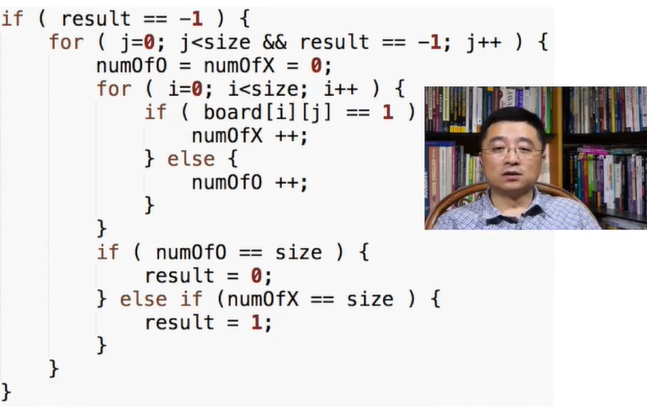 if ( result == -1 ) {
for ( j=0; j<size && result == -1; j++ ) {
numOfO = numOfX = 0;
for ( i=0; i<size; i++ ) {
if ( board[i][j] == 1 )
numOfX ++;
} else {
numOfO ++;
}
}
if ( numOfO == size ) {
result = 0;
} else if (numOfX == size ) {
result = 1;
}
}
}